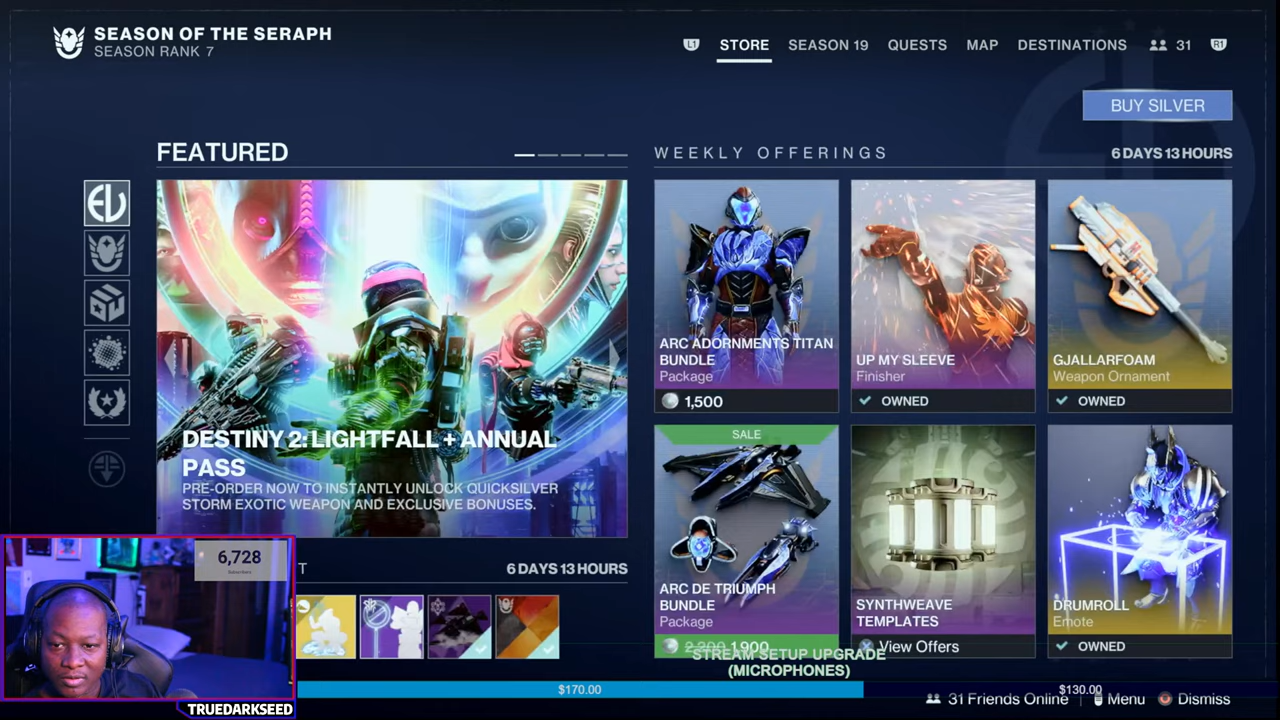 SEASON OF THE SERAPH
SEASON RANK 7
L1
STORE
SEASON 19
QUESTS
MAP
DESTINATIONS
31
R1
BUY SILVER
FEATURED
DESTINY 2: LIGHTFALL + ANNUAL
PASS
PRE-ORDER NOW TO INSTANTLY UNLOCK QUICKSILVER
STORM EXOTIC WEAPON AND EXCLUSIVE BONUSES.
WEEKLY OFFERINGS
6 DAYS 13 HOURS
ARC ADORNMENTS TITAN
BUNDLE
Package
1,500
UP MY SLEEVE
Finisher
OWNED
GJALLARFOAM
Weapon Ornament
OWNED
SALE
ARC DE TRIUMPH
BUNDLE
Package
2,200 1,900
SYNTHWEAVE
TEMPLATES
View Offers
DRUMROLL
Emote
OWNED
T
6 DAYS 13 HOURS
6,728
Subscribers
TRUEDARKSEED
STREAM SETUP UPGRADE
(MICROPHONES)
$170.00
$130.00
31 Friends Online
Menu
Dismiss